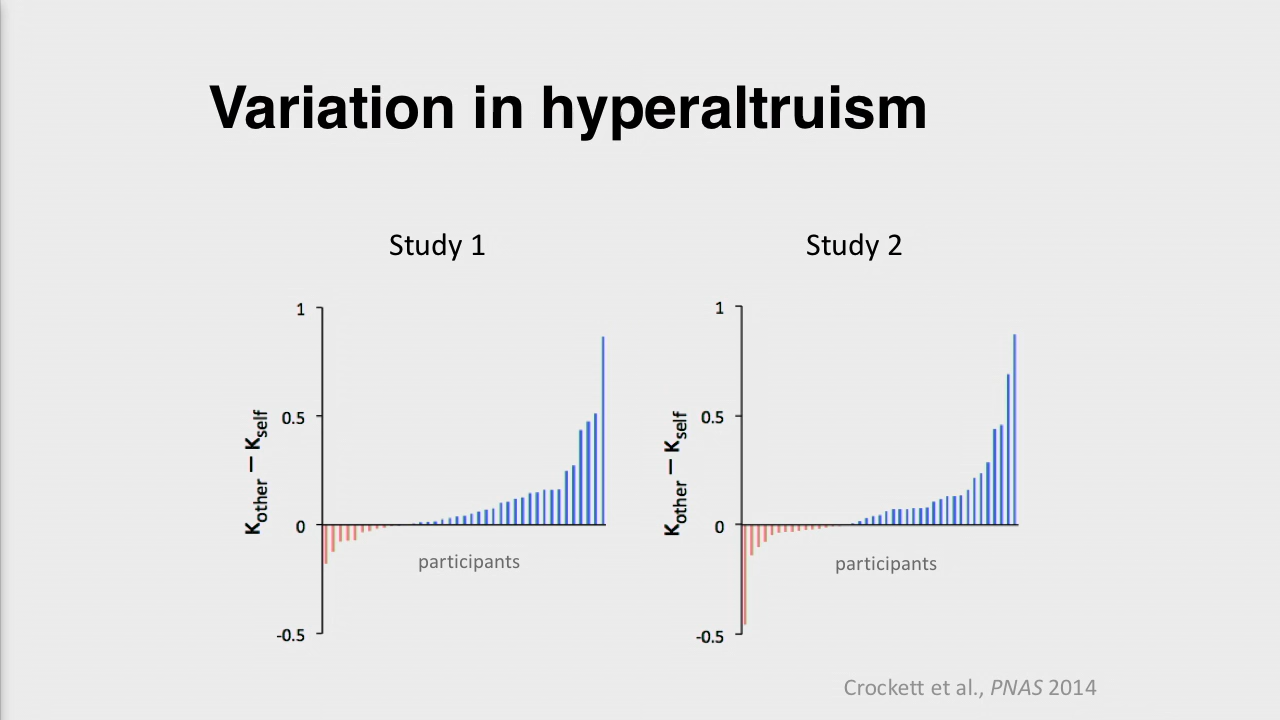 Variation in hyperaltruism
Study 1
Study 2
1
0.5
0
-0.5
Kother – Kself
participants
1
0.5
0
-0.5
Kother – Kself
participants
Crockett et al., PNAS 2014